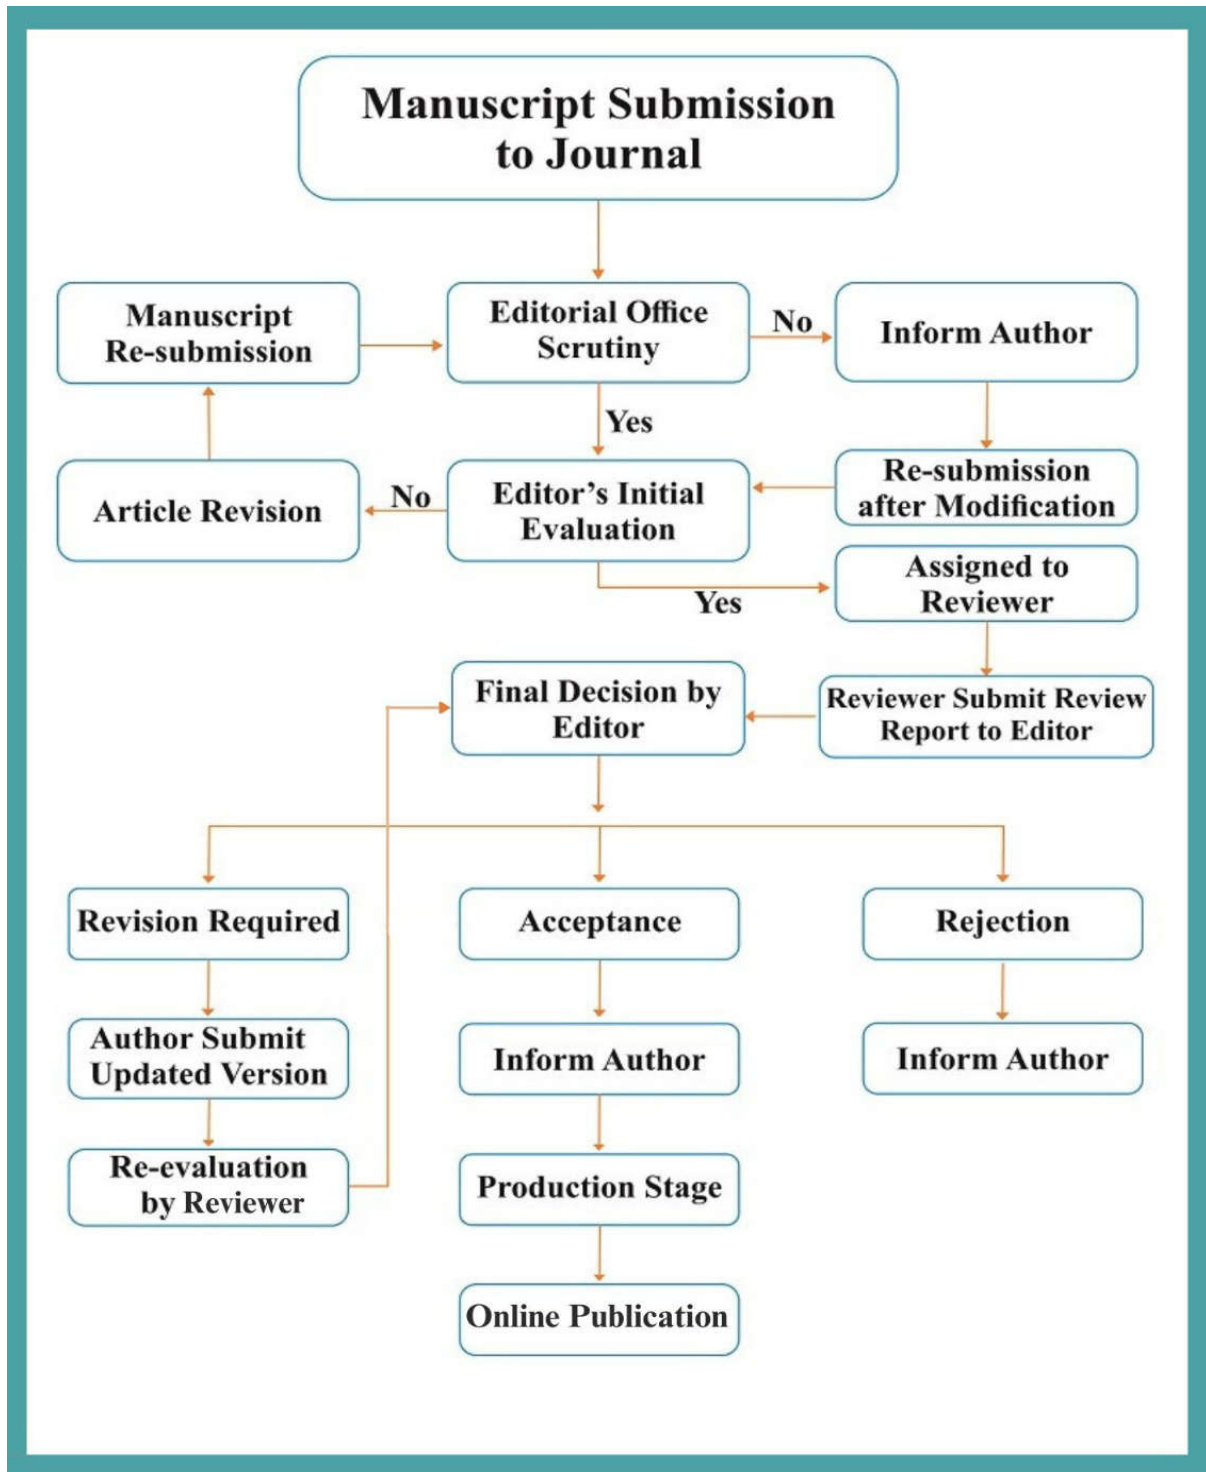 Manuscript Submission
to Journal
Manuscript
Re-submission
Editorial Office
Scrutiny
No
Inform Author
Yes
Article Revision
No
Editor's Initial
Evaluation
Re-submission
after Modification
Yes
Assigned to
Reviewer
Final Decision by
Editor
Reviewer Submit Review
Report to Editor
Revision Required
Acceptance
Rejection
Author Submit
Updated Version
Inform Author
Inform Author
Re-evaluation
by Reviewer
Production Stage
Online Publication